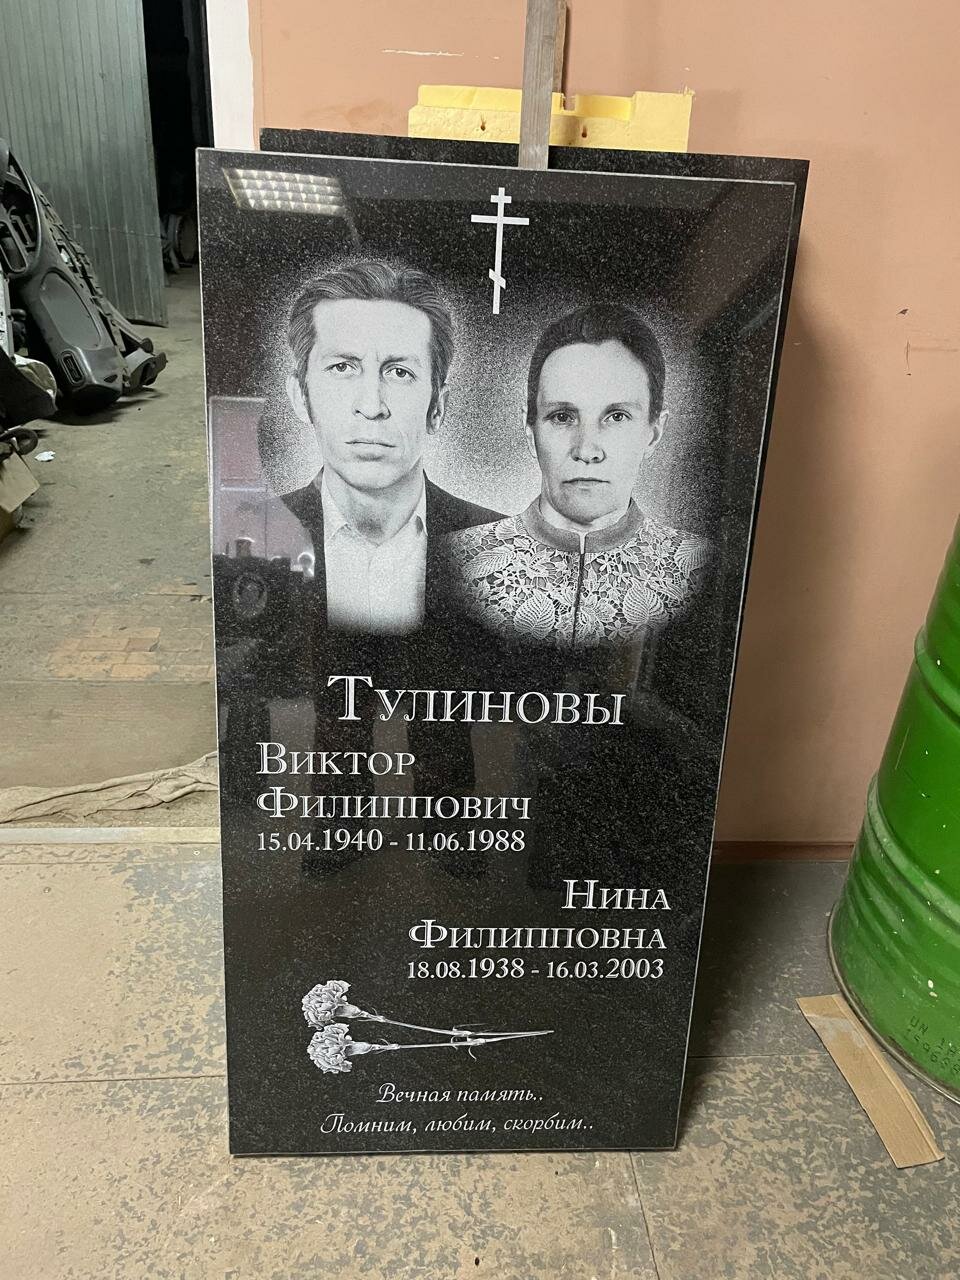 Тулиновы
Виктор
Филиппович
15.04.1940 - 11.06.1988
Нина
Филипповна
18.08.1938 - 16.03.2003
Вечная память..
Помним, любим, скорбим..
UN